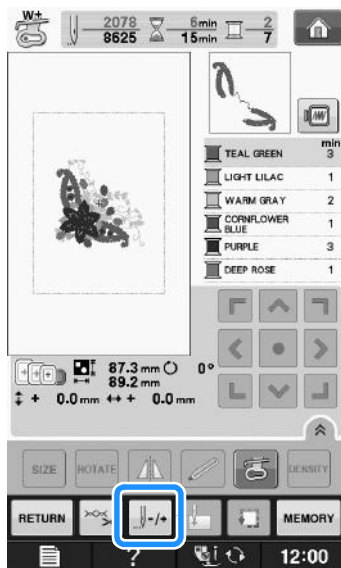 W+
2078 6min 2
8625 15min 7
min
TEAL GREEN 3
LIGHT LILAC 1
WARM GRAY 2
CORNFLOWER
BLUE 1
PURPLE 3
DEEP ROSE 1
87.3 mm 0°
89.2 mm
+ 0.0 mm + 0.0 mm
SIZE ROTATE DENSITY
RETURN -/+ MEMORY
? i 12:00